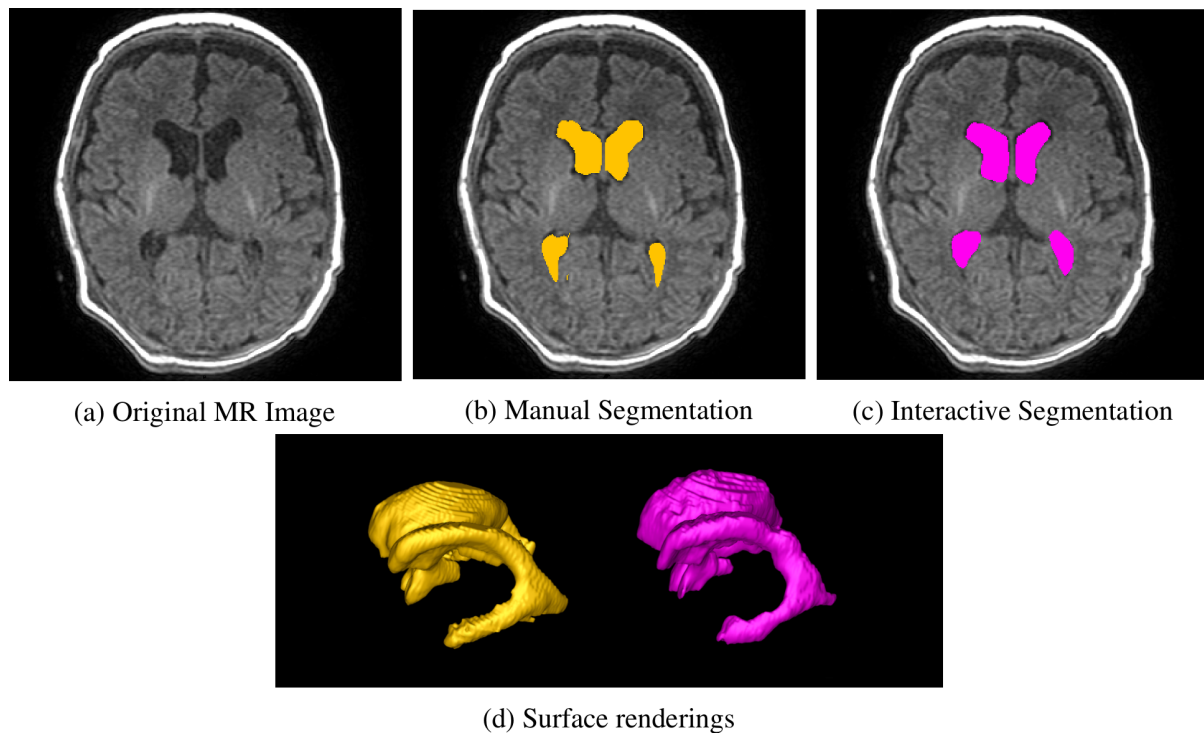 (a) Original MR Image
(b) Manual Segmentation
(c) Interactive Segmentation
(d) Surface renderings